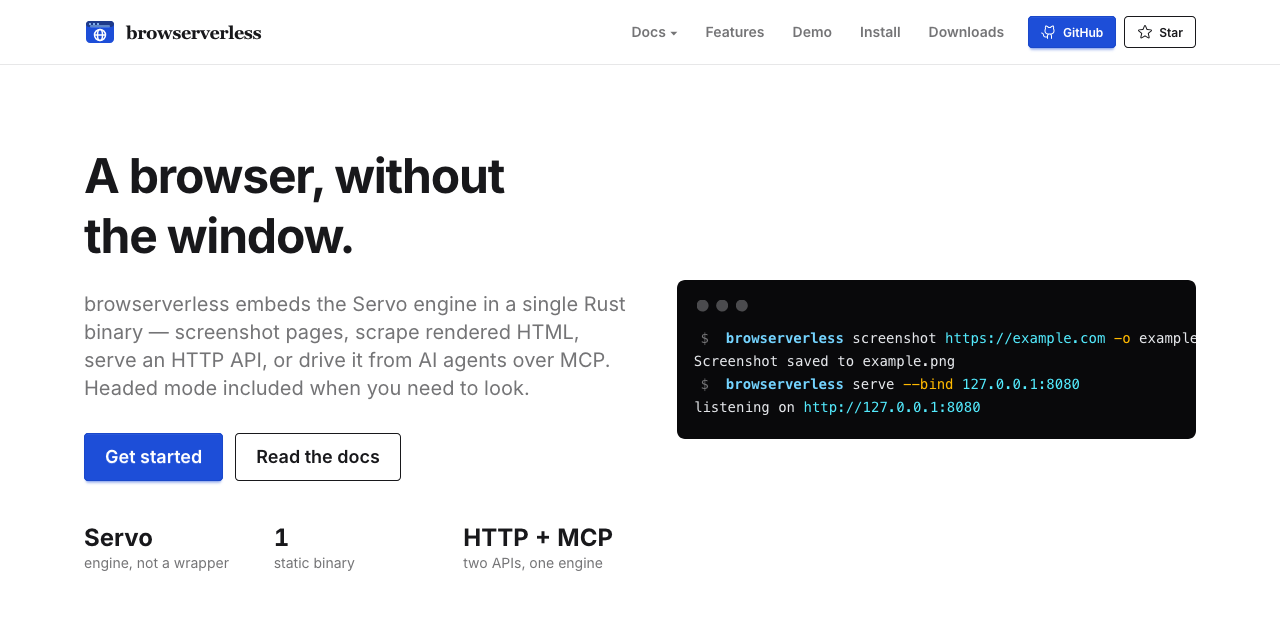 browserverless
Docs
Features
Demo
Install
Downloads
GitHub
Star
A browser, without
the window.
browserverless embeds the Servo engine in a single Rust
binary — screenshot pages, scrape rendered HTML,
serve an HTTP API, or drive it from AI agents over MCP.
Headed mode included when you need to look.
Get started
Read the docs
Servo
engine, not a wrapper
1
static binary
HTTP + MCP
two APIs, one engine
$ browserverless screenshot https://example.com -o example
Screenshot saved to example.png
$ browserverless serve --bind 127.0.0.1:8080
listening on http://127.0.0.1:8080